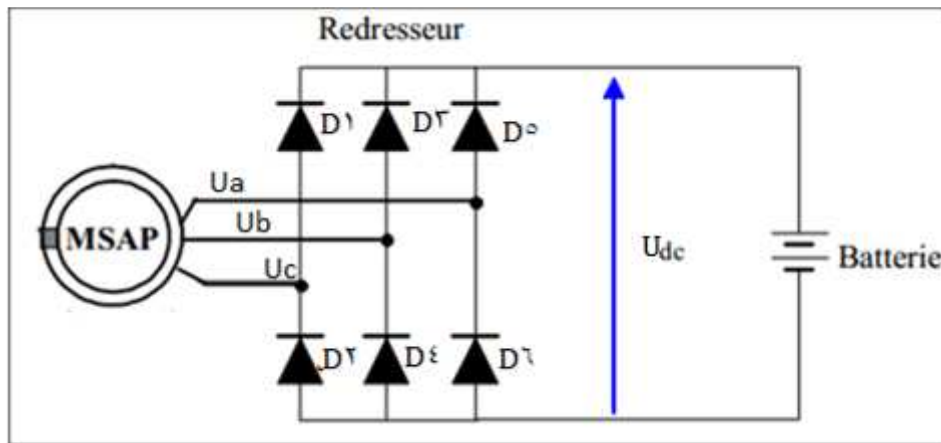 Redresseur
D١ D٣ D٥
Ua
MSAP
Ub
Uc
Udc
Batterie
D٢ D٤ D٦